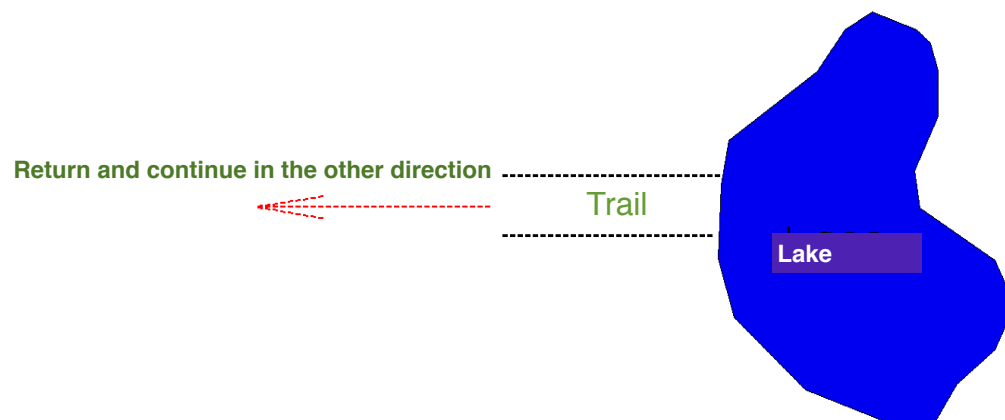 Return and continue in the other direction
Trail
Lake